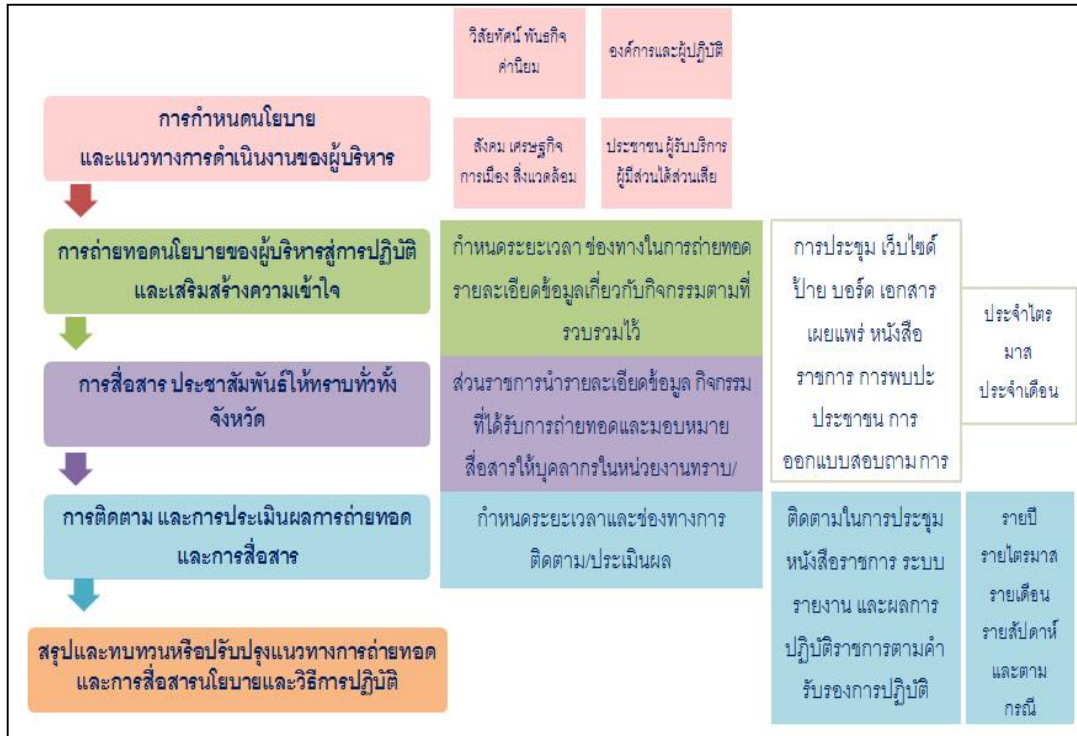 วิสัยทัศน์ พันธกิจ
ค่านิยม
องค์การและผู้ปฏิบัติ
การกำหนดนโยบาย
และแนวทางการดำเนินงานของผู้บริหาร
สังคม เศรษฐกิจ
การเมือง สิ่งแวดล้อม
ประชาชน ผู้รับบริการ
ผู้มีส่วนได้ส่วนเสีย
การถ่ายทอดนโยบายของผู้บริหารสู่การปฏิบัติ
และเสริมสร้างความเข้าใจ
กำหนดระยะเวลา ช่องทางในการถ่ายทอด
รายละเอียดข้อมูลเกี่ยวกับกิจกรรมตามที่
รวบรวมไว้
การประชุม เว็บไซด์
ป้าย บอร์ด เอกสาร
เผยแพร่ หนังสือ
ราชการ การพบปะ
ประชาชน การ
ออกแบบสอบถาม การ
ประจำไตร
มาส
ประจำเดือน
การสื่อสาร ประชาสัมพันธ์ให้ทราบทั่วทั้ง
จังหวัด
ส่วนราชการนำรายละเอียดข้อมูล กิจกรรม
ที่ได้รับการถ่ายทอดและมอบหมาย
สื่อสารให้บุคลากรในหน่วยงานทราบ/
การติดตาม และการประเมินผลการถ่ายทอด
และการสื่อสาร
กำหนดระยะเวลาและช่องทางการ
ติดตาม/ประเมินผล
ติดตามในการประชุม
หนังสือราชการ ระบบ
รายงาน และผลการ
ปฏิบัติราชการตามคำ
รับรองการปฏิบัติ
รายปี
รายไตรมาส
รายเดือน
รายสัปดาห์
และตาม
กรณี
สรุปและทบทวนหรือปรับปรุงแนวทางการถ่ายทอด
และการสื่อสารนโยบายและวิธีการปฏิบัติ